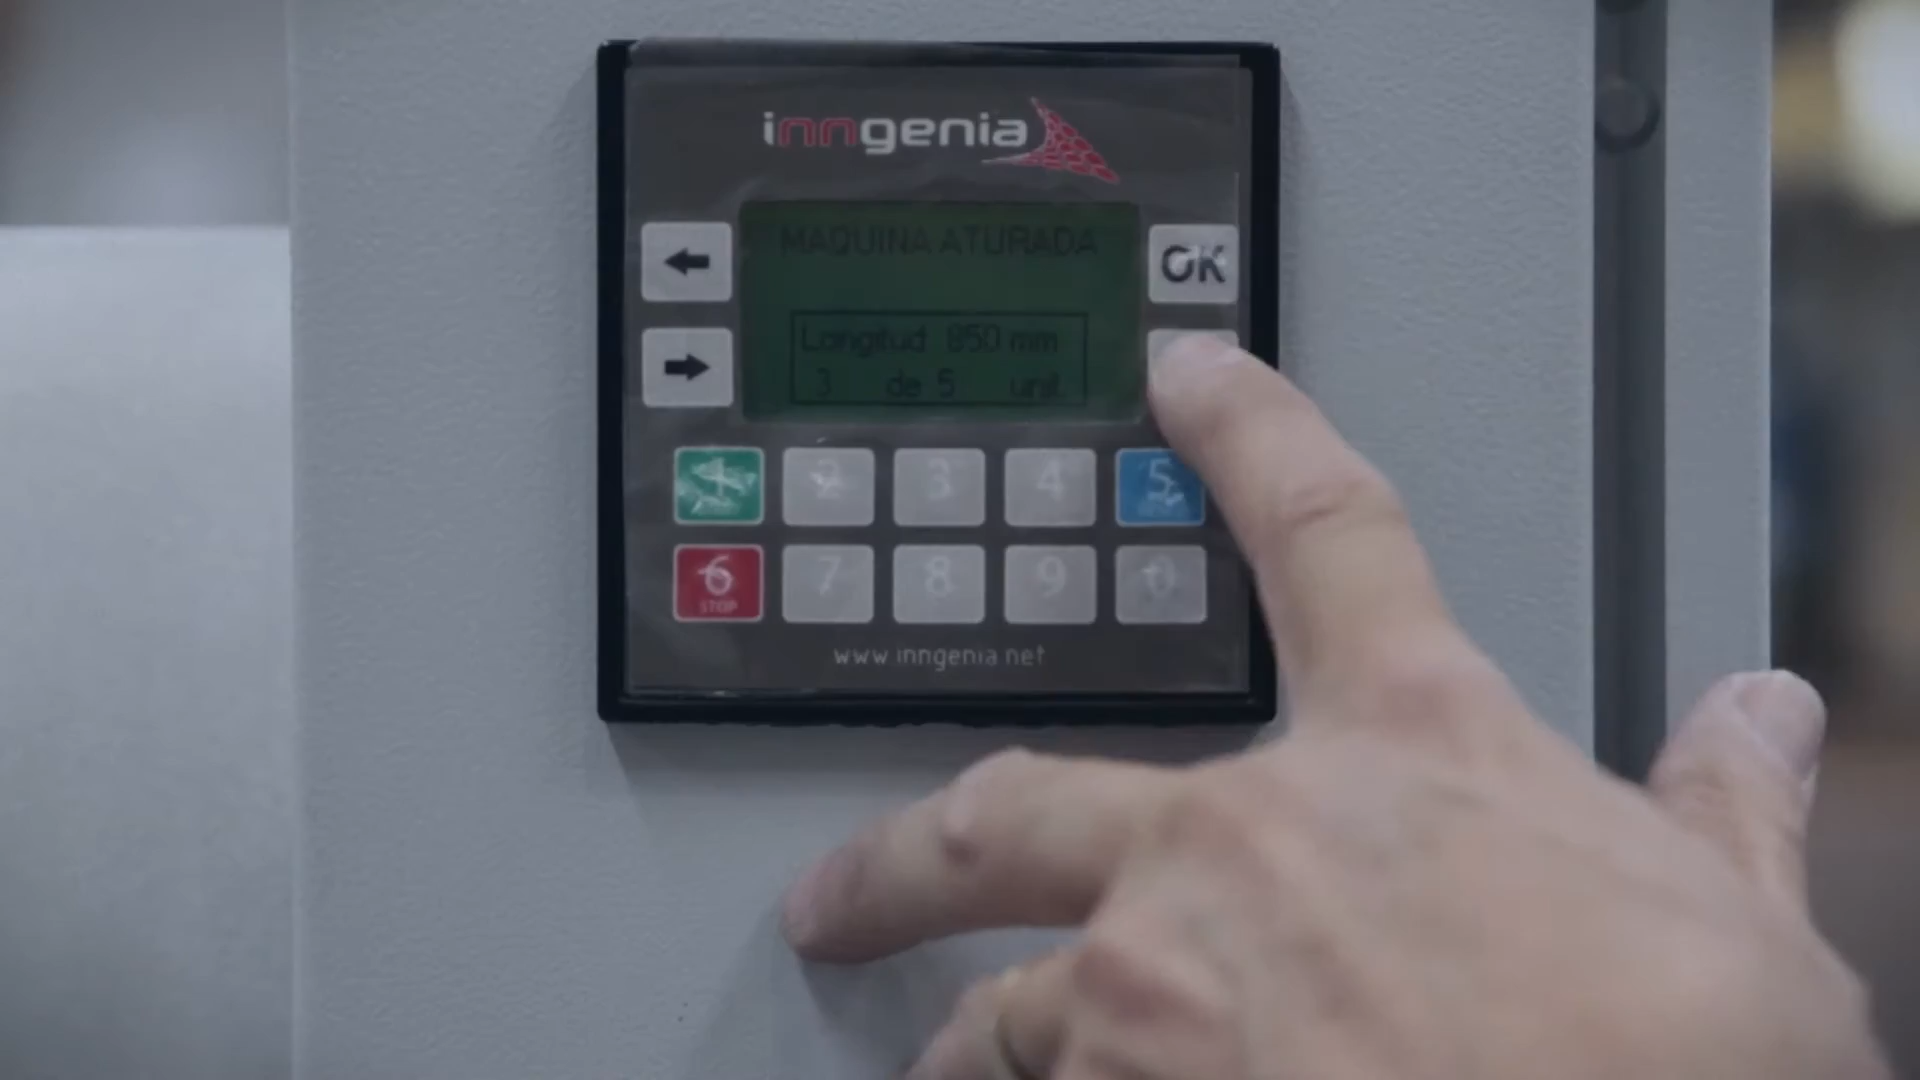 inngenia
MAQUINA ATURADA
OK
Longitud 850 mm
3 de 5 unit.
1 2 3 4 5
6 7 8 9 0
STOP
www.inngenia.net